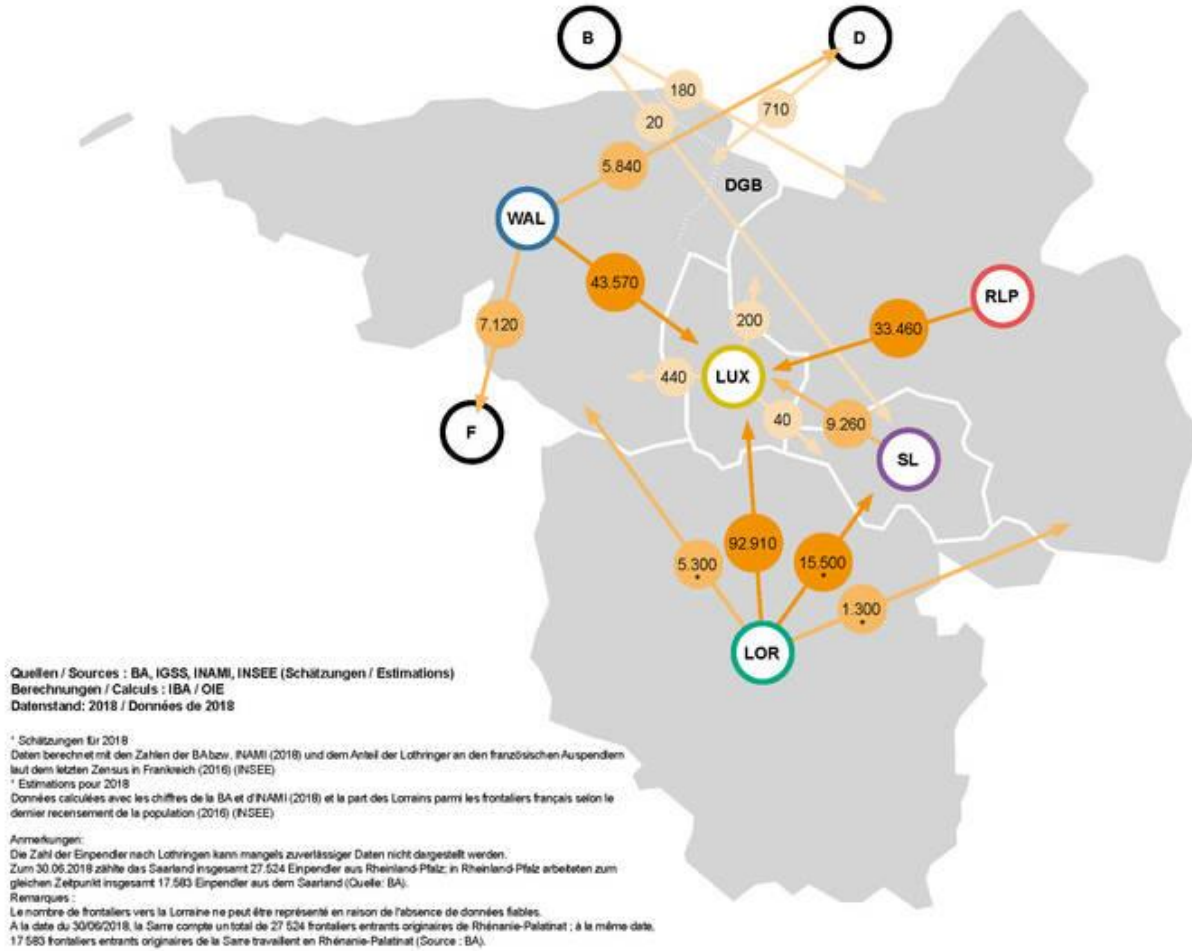 B
D
180
710
20
5.840
DGB
WAL
43.570
RLP
7.120
200
33.460
LUX
440
40
9.260
F
SL
92.910
5.300
*
15.500
*
1.300
*
LOR
Quellen / Sources : BA, IGSS, INAMI, INSEE (Schätzungen / Estimations)
Berechnungen / Calculs : IBA / OIE
Datenstand: 2018 / Données de 2018
* Schätzungen für 2018
Daten berechnet mit den Zahlen der BA bzw. INAMI (2018) und dem Anteil der Lothringer an den französischen Auspendlern
laut dem letzten Zensus in Frankreich (2016) (INSEE)
* Estimations pour 2018
Données calculées avec les chiffres de la BA et d'INAMI (2018) et la part des Lorrains parmi les frontaliers français selon le
dernier recensement de la population (2016) (INSEE)
Anmerkungen:
Die Zahl der Einpendler nach Lothringen kann mangels zuverlässiger Daten nicht dargestellt werden.
Zum 30.06.2018 zählte das Saarland insgesamt 27.524 Einpendler aus Rheinland-Pfalz; in Rheinland-Pfalz arbeiteten zum
gleichen Zeitpunkt insgesamt 17.583 Einpendler aus dem Saarland (Quelle: BA).
Remarques :
Le nombre de frontaliers vers la Lorraine ne peut être représenté en raison de l'absence de données fiables.
A la date du 30/06/2018, la Sarre compte un total de 27 524 frontaliers entrants originaires de Rhénanie-Palatinat ; à la même date,
17 583 frontaliers entrants originaires de la Sarre travaillent en Rhénanie-Palatinat (Source : BA).